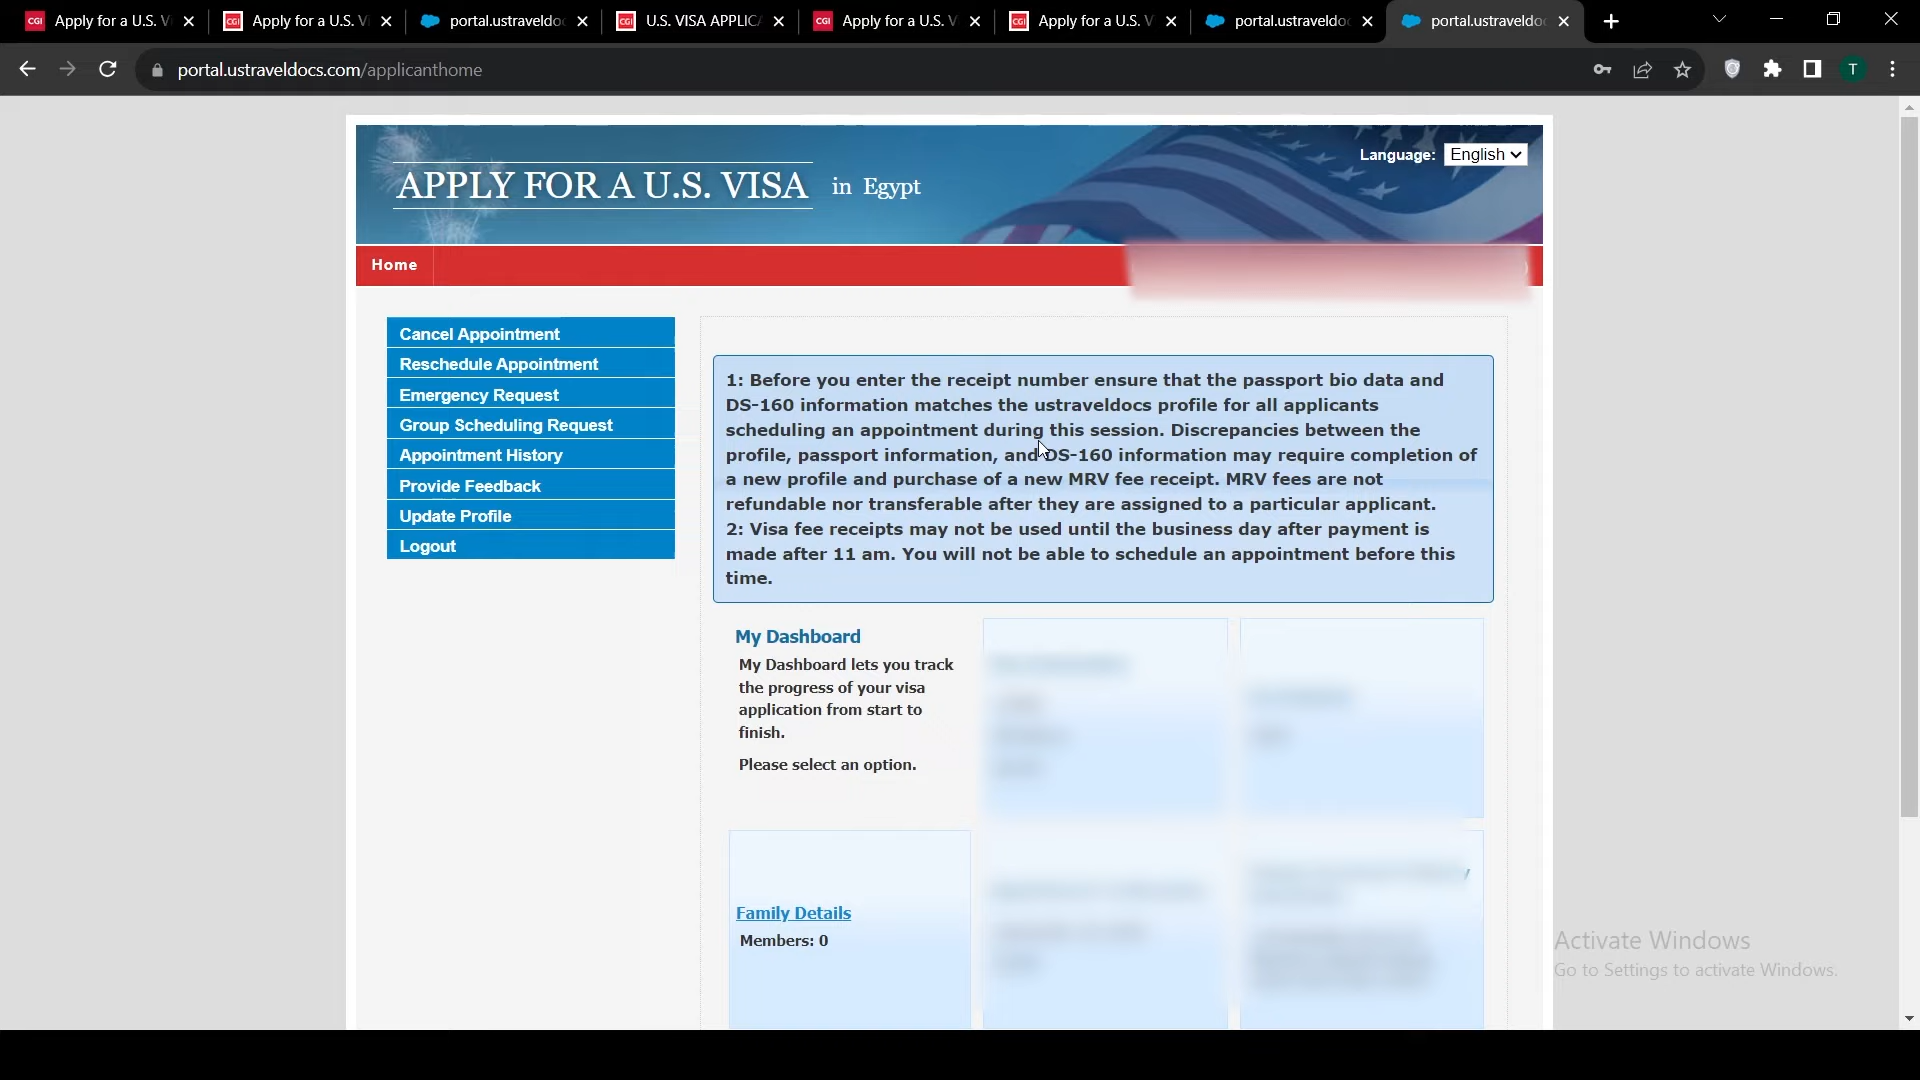 Apply for a U.S. V
Apply for a U.S. Vi
portal.ustraveldoc
U.S. VISA APPLIC
Apply for a U.S. V
Apply for a U.S. V
portal.ustraveldo
portal.ustraveldo
portal.ustraveldocs.com/applicanthome
T
Language: English
APPLY FOR A U.S. VISA in Egypt
Home
Cancel Appointment
Reschedule Appointment
Emergency Request
Group Scheduling Request
Appointment History
Provide Feedback
Update Profile
Logout
1: Before you enter the receipt number ensure that the passport bio data and
DS-160 information matches the ustraveldocs profile for all applicants
scheduling an appointment during this session. Discrepancies between the
profile, passport information, and DS-160 information may require completion of
a new profile and purchase of a new MRV fee receipt. MRV fees are not
refundable nor transferable after they are assigned to a particular applicant.
2: Visa fee receipts may not be used until the business day after payment is
made after 11 am. You will not be able to schedule an appointment before this
time.
My Dashboard
My Dashboard lets you track
the progress of your visa
application from start to
finish.
Please select an option.
Family Details
Members: 0
Activate Windows
Go to Settings to activate Windows.